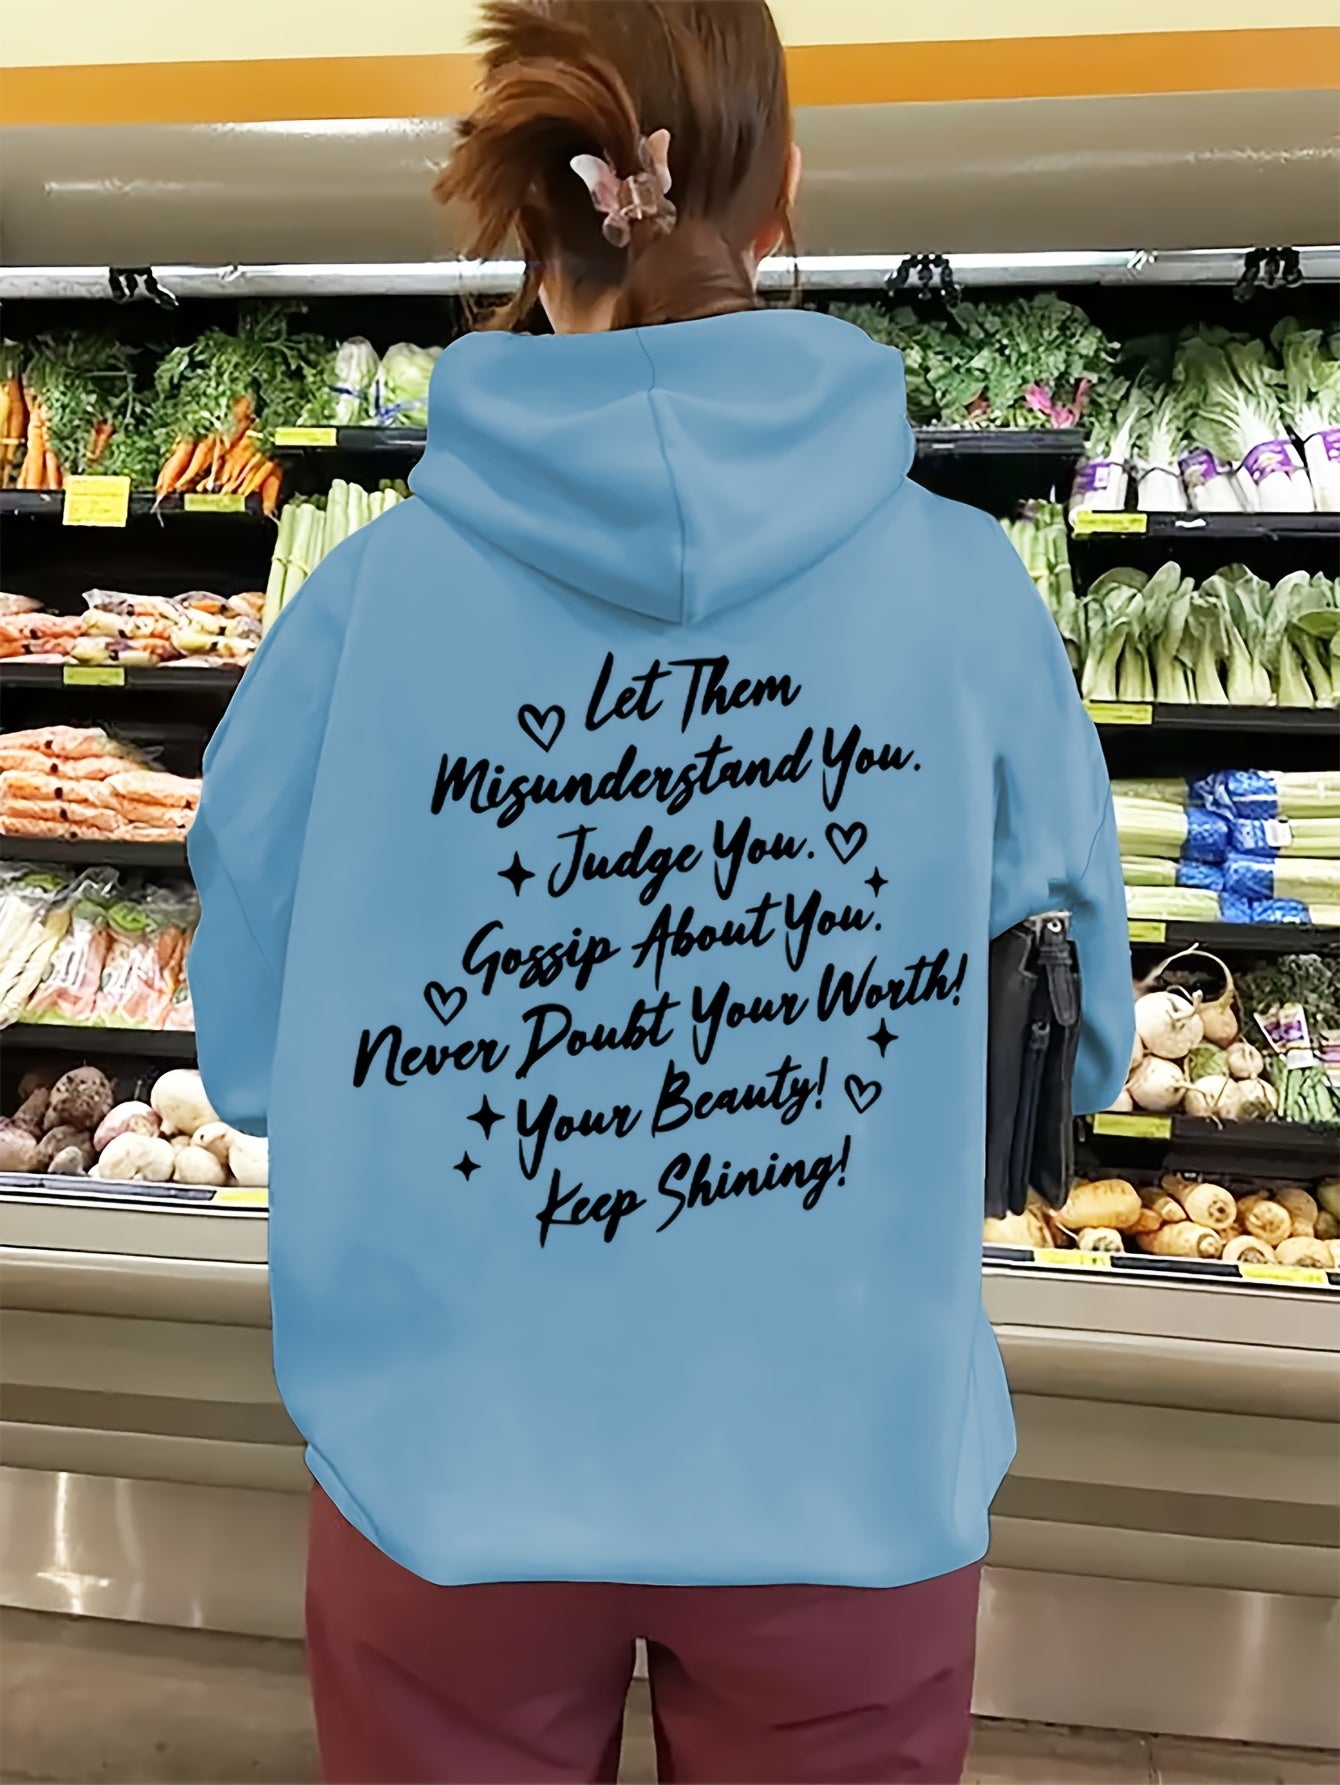 Let Them
Misunderstand You.
Judge You.
Gossip About You.
Never Doubt Your Worth!
Your Beauty!
Keep Shining!